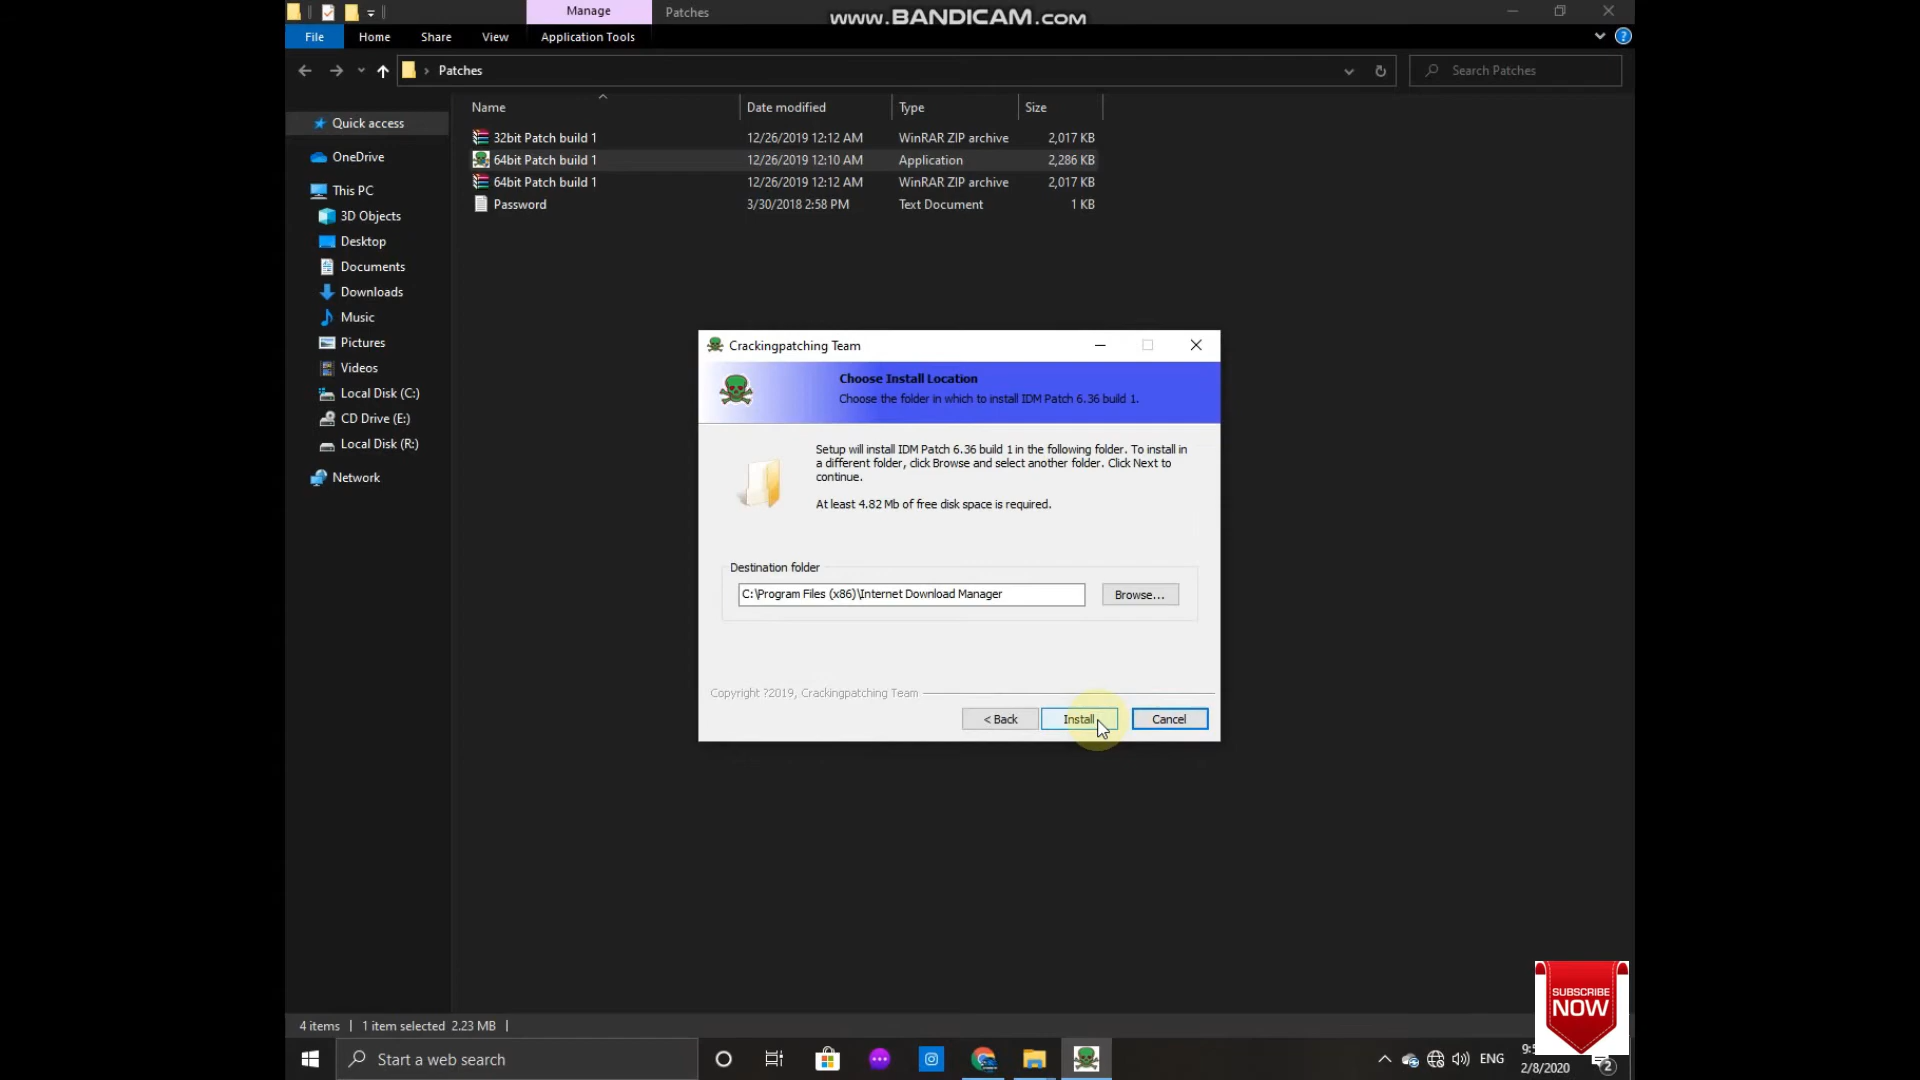 Manage
Patches
www.BANDICAM.com
File
Home
Share
View
Application Tools
Patches
Search Patches
Name
Date modified
Type
Size
32bit Patch build 1
12/26/2019 12:12 AM
WinRAR ZIP archive
2,017 KB
64bit Patch build 1
12/26/2019 12:10 AM
Application
2,286 KB
64bit Patch build 1
12/26/2019 12:12 AM
WinRAR ZIP archive
2,017 KB
Password
3/30/2018 2:58 PM
Text Document
1 KB
Quick access
OneDrive
This PC
3D Objects
Desktop
Documents
Downloads
Music
Pictures
Videos
Local Disk (C:)
CD Drive (E:)
Local Disk (R:)
Network
Crackingpatching Team
Choose Install Location
Choose the folder in which to install IDM Patch 6.36 build 1.
Setup will install IDM Patch 6.36 build 1 in the following folder. To install in
a different folder, click Browse and select another folder. Click Next to
continue.
At least 4.82 Mb of free disk space is required.
Destination folder
C:\Program Files (x86)\Internet Download Manager
Browse...
Copyright ?2019, Crackingpatching Team
< Back
Install
Cancel
SUBSCRIBE
NOW
4 items
1 item selected 2.23 MB
Start a web search
ENG
2/8/2020
2